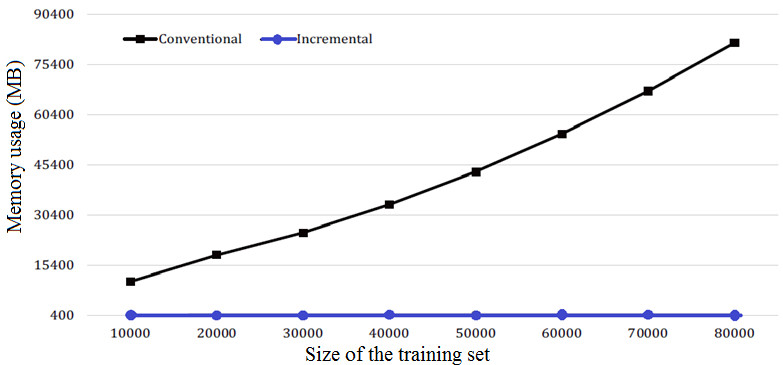 90400
Conventional Incremental
75400
60400
45400
30400
15400
400
Memory usage (MB)
10000 20000 30000 40000 50000 60000 70000 80000
Size of the training set